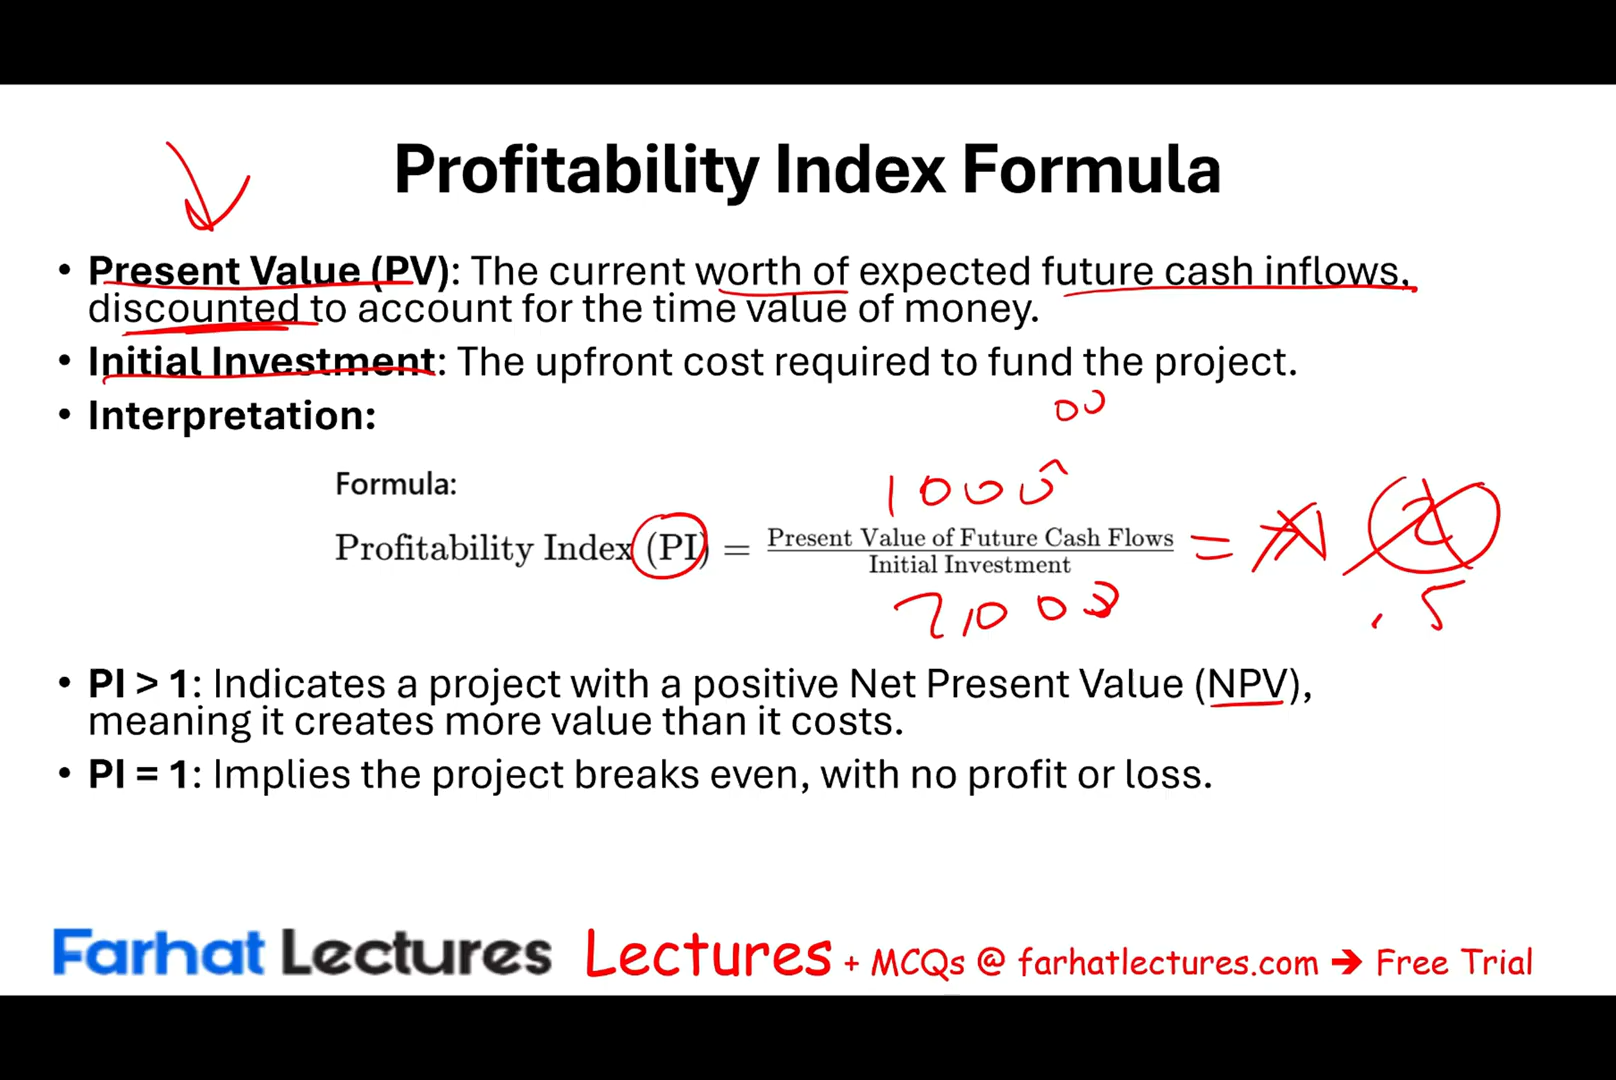 Profitability Index Formula
• Present Value (PV): The current worth of expected future cash inflows,
discounted to account for the time value of money.
• Initial Investment: The upfront cost required to fund the project.
• Interpretation:
00
Formula:
1000
Profitability Index (PI) = Present Value of Future Cash Flows / Initial Investment =
.5
• PI > 1: Indicates a project with a positive Net Present Value (NPV),
meaning it creates more value than it costs.
• PI = 1: Implies the project breaks even, with no profit or loss.
Farhat Lectures Lectures + MCQs @ farhatlectures.com → Free Trial